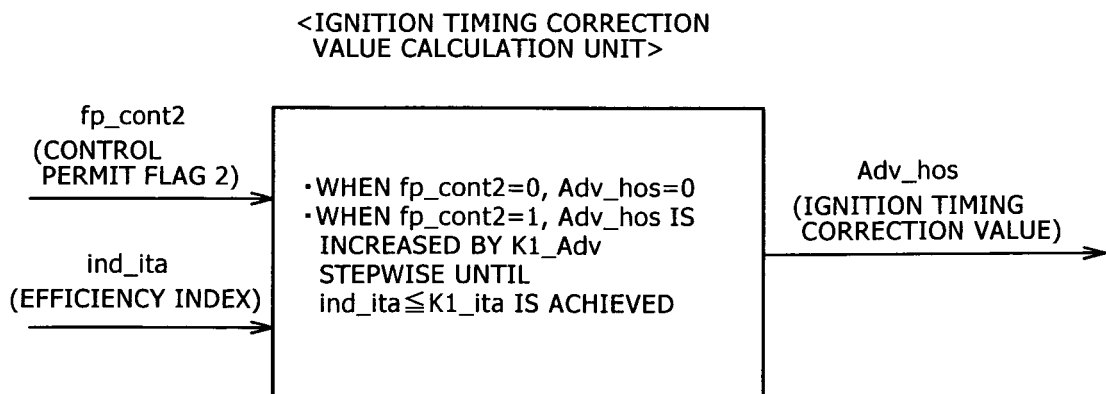 <IGNITION TIMING CORRECTION
VALUE CALCULATION UNIT>
fp_cont2
(CONTROL
PERMIT FLAG 2)
ind_ita
(EFFICIENCY INDEX)
・WHEN fp_cont2=0, Adv_hos=0
・WHEN fp_cont2=1, Adv_hos IS
INCREASED BY K1_Adv
STEPWISE UNTIL
ind_ita≦K1_ita IS ACHIEVED
Adv_hos
(IGNITION TIMING
CORRECTION VALUE)